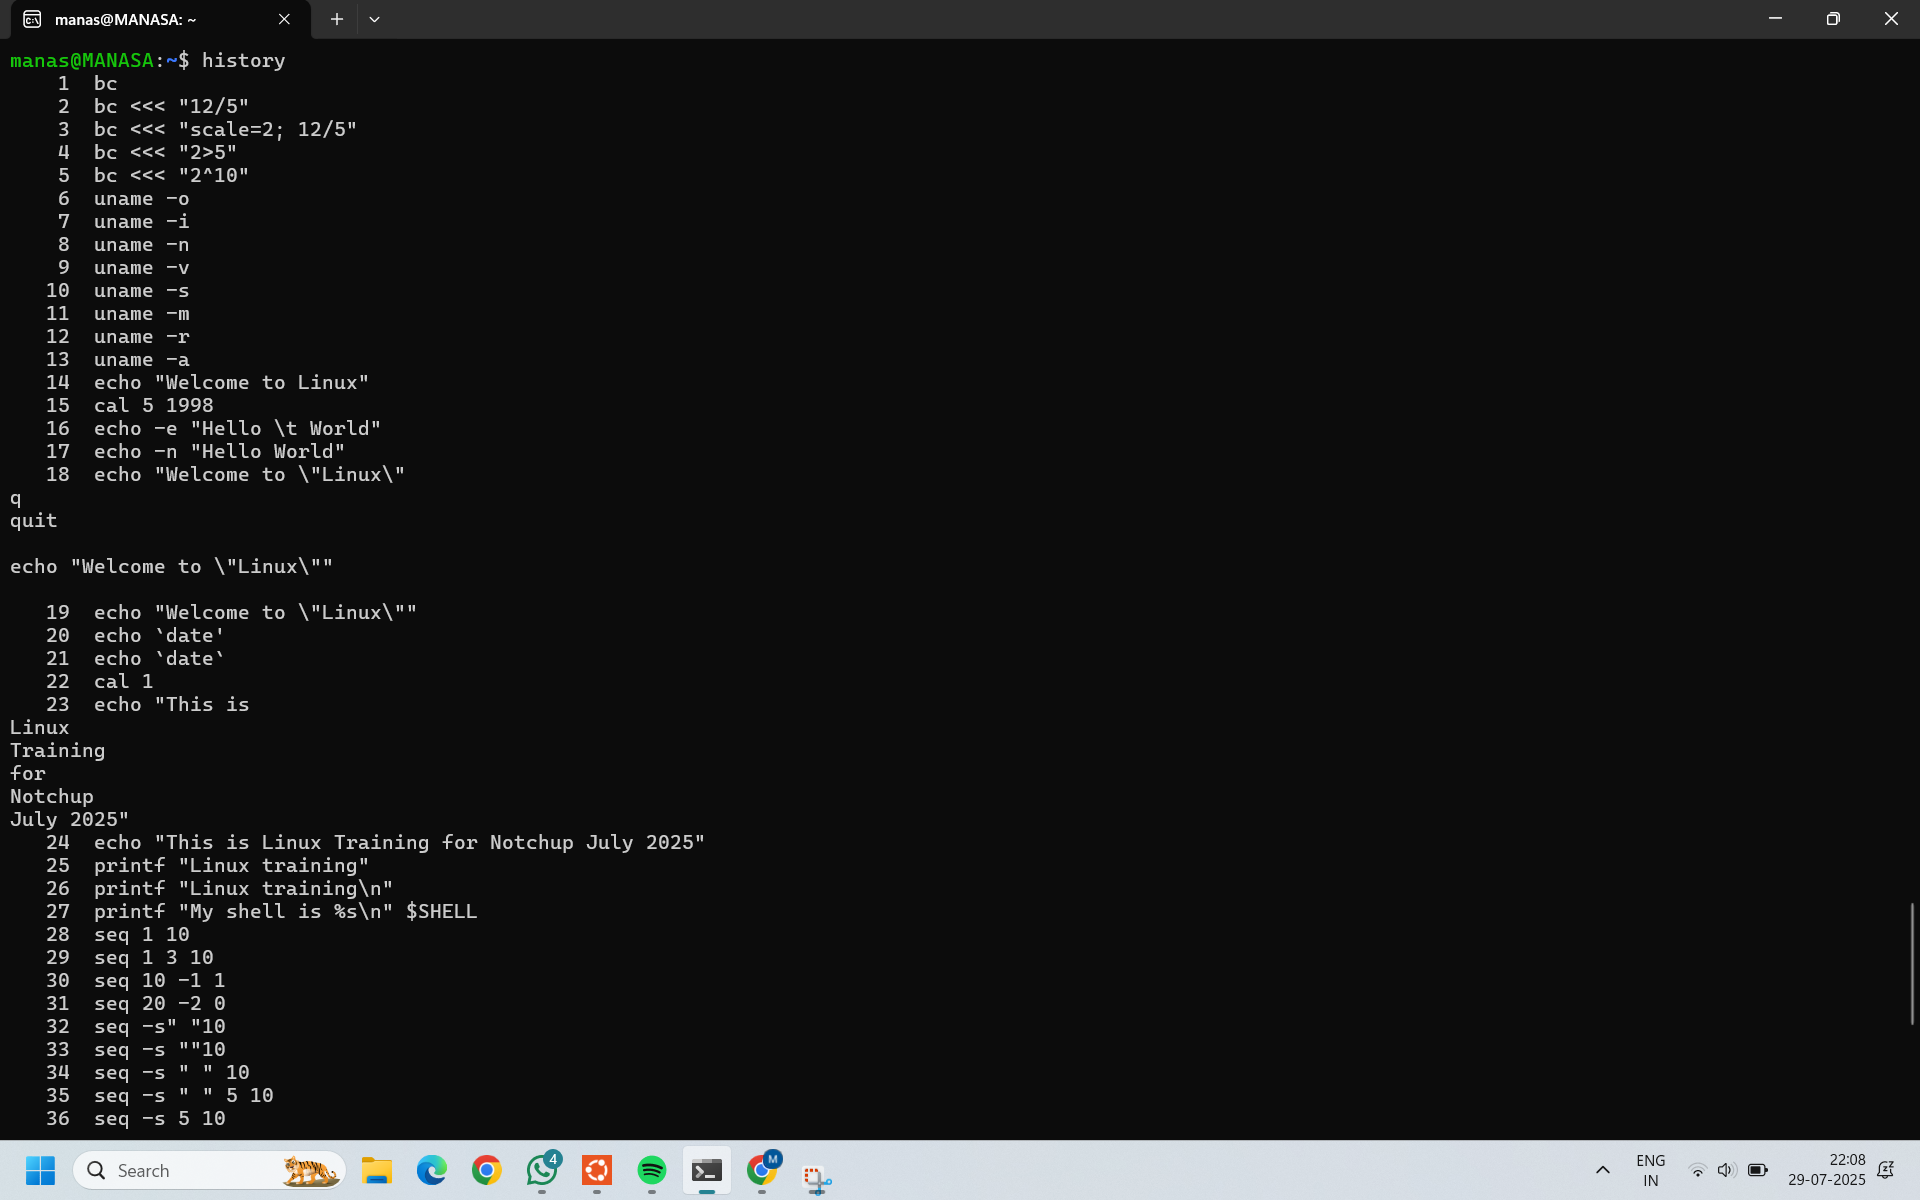 manas@MANASA: ~
manas@MANASA:~$ history
    1  bc
    2  bc <<< "12/5"
    3  bc <<< "scale=2; 12/5"
    4  bc <<< "2>5"
    5  bc <<< "2^10"
    6  uname -o
    7  uname -i
    8  uname -n
    9  uname -v
   10  uname -s
   11  uname -m
   12  uname -r
   13  uname -a
   14  echo "Welcome to Linux"
   15  cal 5 1998
   16  echo -e "Hello \t World"
   17  echo -n "Hello World"
   18  echo "Welcome to \"Linux\"
q
quit

echo "Welcome to \"Linux\""

   19  echo "Welcome to \"Linux\""
   20  echo `date'
   21  echo `date`
   22  cal 1
   23  echo "This is
Linux
Training
for
Notchup
July 2025"
   24  echo "This is Linux Training for Notchup July 2025"
   25  printf "Linux training"
   26  printf "Linux training\n"
   27  printf "My shell is %s\n" $SHELL
   28  seq 1 10
   29  seq 1 3 10
   30  seq 10 -1 1
   31  seq 20 -2 0
   32  seq -s" "10
   33  seq -s ""10
   34  seq -s " " 10
   35  seq -s " " 5 10
   36  seq -s 5 10
Search
4
M
ENG
IN
22:08
29-07-2025